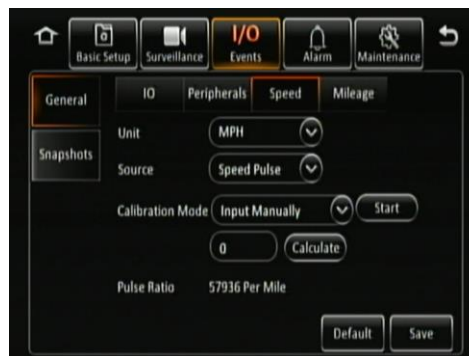 I/O
Basic Setup Surveillance Events Alarm Maintenance
General IO Peripherals Speed Mileage
Snapshots
Unit MPH
Source Speed Pulse
Calibration Mode Input Manually Start
0 Calculate
Pulse Ratio 57936 Per Mile
Default Save